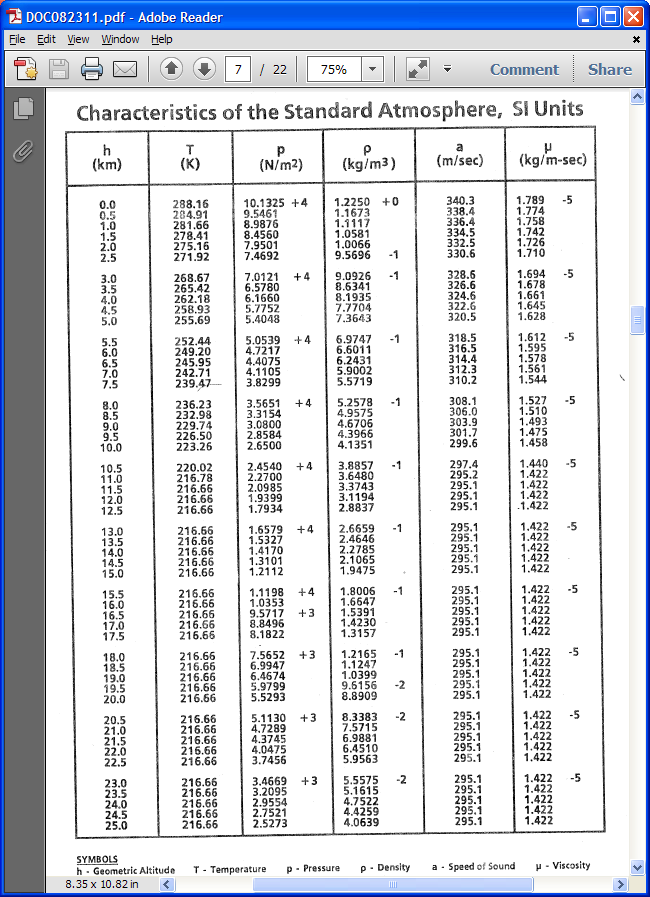 DOC082311.pdf - Adobe Reader
File Edit View Window Help
7 / 22 75% Comment Share
Characteristics of the Standard Atmosphere, SI Units
h T p ρ a μ
(km) (K) (N/m2) (kg/m3) (m/sec) (kg/m-sec)
0.0 288.16 10.1325 +4 1.2250 +0 340.3 1.789 -5
0.5 284.91 9.5461 1.1673 338.4 1.774
1.0 281.66 8.9876 1.1117 336.4 1.758
1.5 278.41 8.4560 1.0581 334.5 1.742
2.0 275.16 7.9501 1.0066 332.5 1.726
2.5 271.92 7.4692 9.5696 -1 330.6 1.710
3.0 268.67 7.0121 +4 9.0926 -1 328.6 1.694 -5
3.5 265.42 6.5780 8.6341 326.6 1.678
4.0 262.18 6.1660 8.1935 324.6 1.661
4.5 258.93 5.7752 7.7704 322.6 1.645
5.0 255.69 5.4048 7.3643 320.5 1.628
5.5 252.44 5.0539 +4 6.9747 -1 318.5 1.612 -5
6.0 249.20 4.7217 6.6011 316.5 1.595
6.5 245.95 4.4075 6.2431 314.4 1.578
7.0 242.71 4.1105 5.9002 312.3 1.561
7.5 239.47 3.8299 5.5719 310.2 1.544
8.0 236.23 3.5651 +4 5.2578 -1 308.1 1.527 -5
8.5 232.98 3.3154 4.9575 306.0 1.510
9.0 229.74 3.0800 4.6706 303.9 1.493
9.5 226.50 2.8584 4.3966 301.7 1.475
10.0 223.26 2.6500 4.1351 299.6 1.458
10.5 220.02 2.4540 +4 3.8857 -1 297.4 1.440 -5
11.0 216.78 2.2700 3.6480 295.2 1.422
11.5 216.66 2.0985 3.3743 295.1 1.422
12.0 216.66 1.9399 3.1194 295.1 1.422
12.5 216.66 1.7934 2.8837 295.1 1.422
13.0 216.66 1.6579 +4 2.6659 -1 295.1 1.422 -5
13.5 216.66 1.5327 2.4646 295.1 1.422
14.0 216.66 1.4170 2.2785 295.1 1.422
14.5 216.66 1.3101 2.1065 295.1 1.422
15.0 216.66 1.2112 1.9475 295.1 1.422
15.5 216.66 1.1198 +4 1.8006 -1 295.1 1.422 -5
16.0 216.66 1.0353 1.6647 295.1 1.422
16.5 216.66 9.5717 +3 1.5391 295.1 1.422
17.0 216.66 8.8496 1.4230 295.1 1.422
17.5 216.66 8.1822 1.3157 295.1 1.422
18.0 216.66 7.5652 +3 1.2165 -1 295.1 1.422 -5
18.5 216.66 6.9947 1.1247 295.1 1.422
19.0 216.66 6.4674 1.0399 295.1 1.422
19.5 216.66 5.9799 9.6156 -2 295.1 1.422
20.0 216.66 5.5293 8.8909 295.1 1.422
20.5 216.66 5.1130 +3 8.3383 -2 295.1 1.422 -5
21.0 216.66 4.7289 7.5715 295.1 1.422
21.5 216.66 4.3745 6.9881 295.1 1.422
22.0 216.66 4.0475 6.4510 295.1 1.422
22.5 216.66 3.7456 5.9563 295.1 1.422
23.0 216.66 3.4669 +3 5.5575 -2 295.1 1.422 -5
23.5 216.66 3.2095 5.1615 295.1 1.422
24.0 216.66 2.9554 4.7522 295.1 1.422
24.5 216.66 2.7521 4.4259 295.1 1.422
25.0 216.66 2.5273 4.0639 295.1 1.422
SYMBOLS
h - Geometric Altitude T - Temperature p - Pressure ρ - Density a - Speed of Sound μ - Viscosity
8.35 x 10.82 in